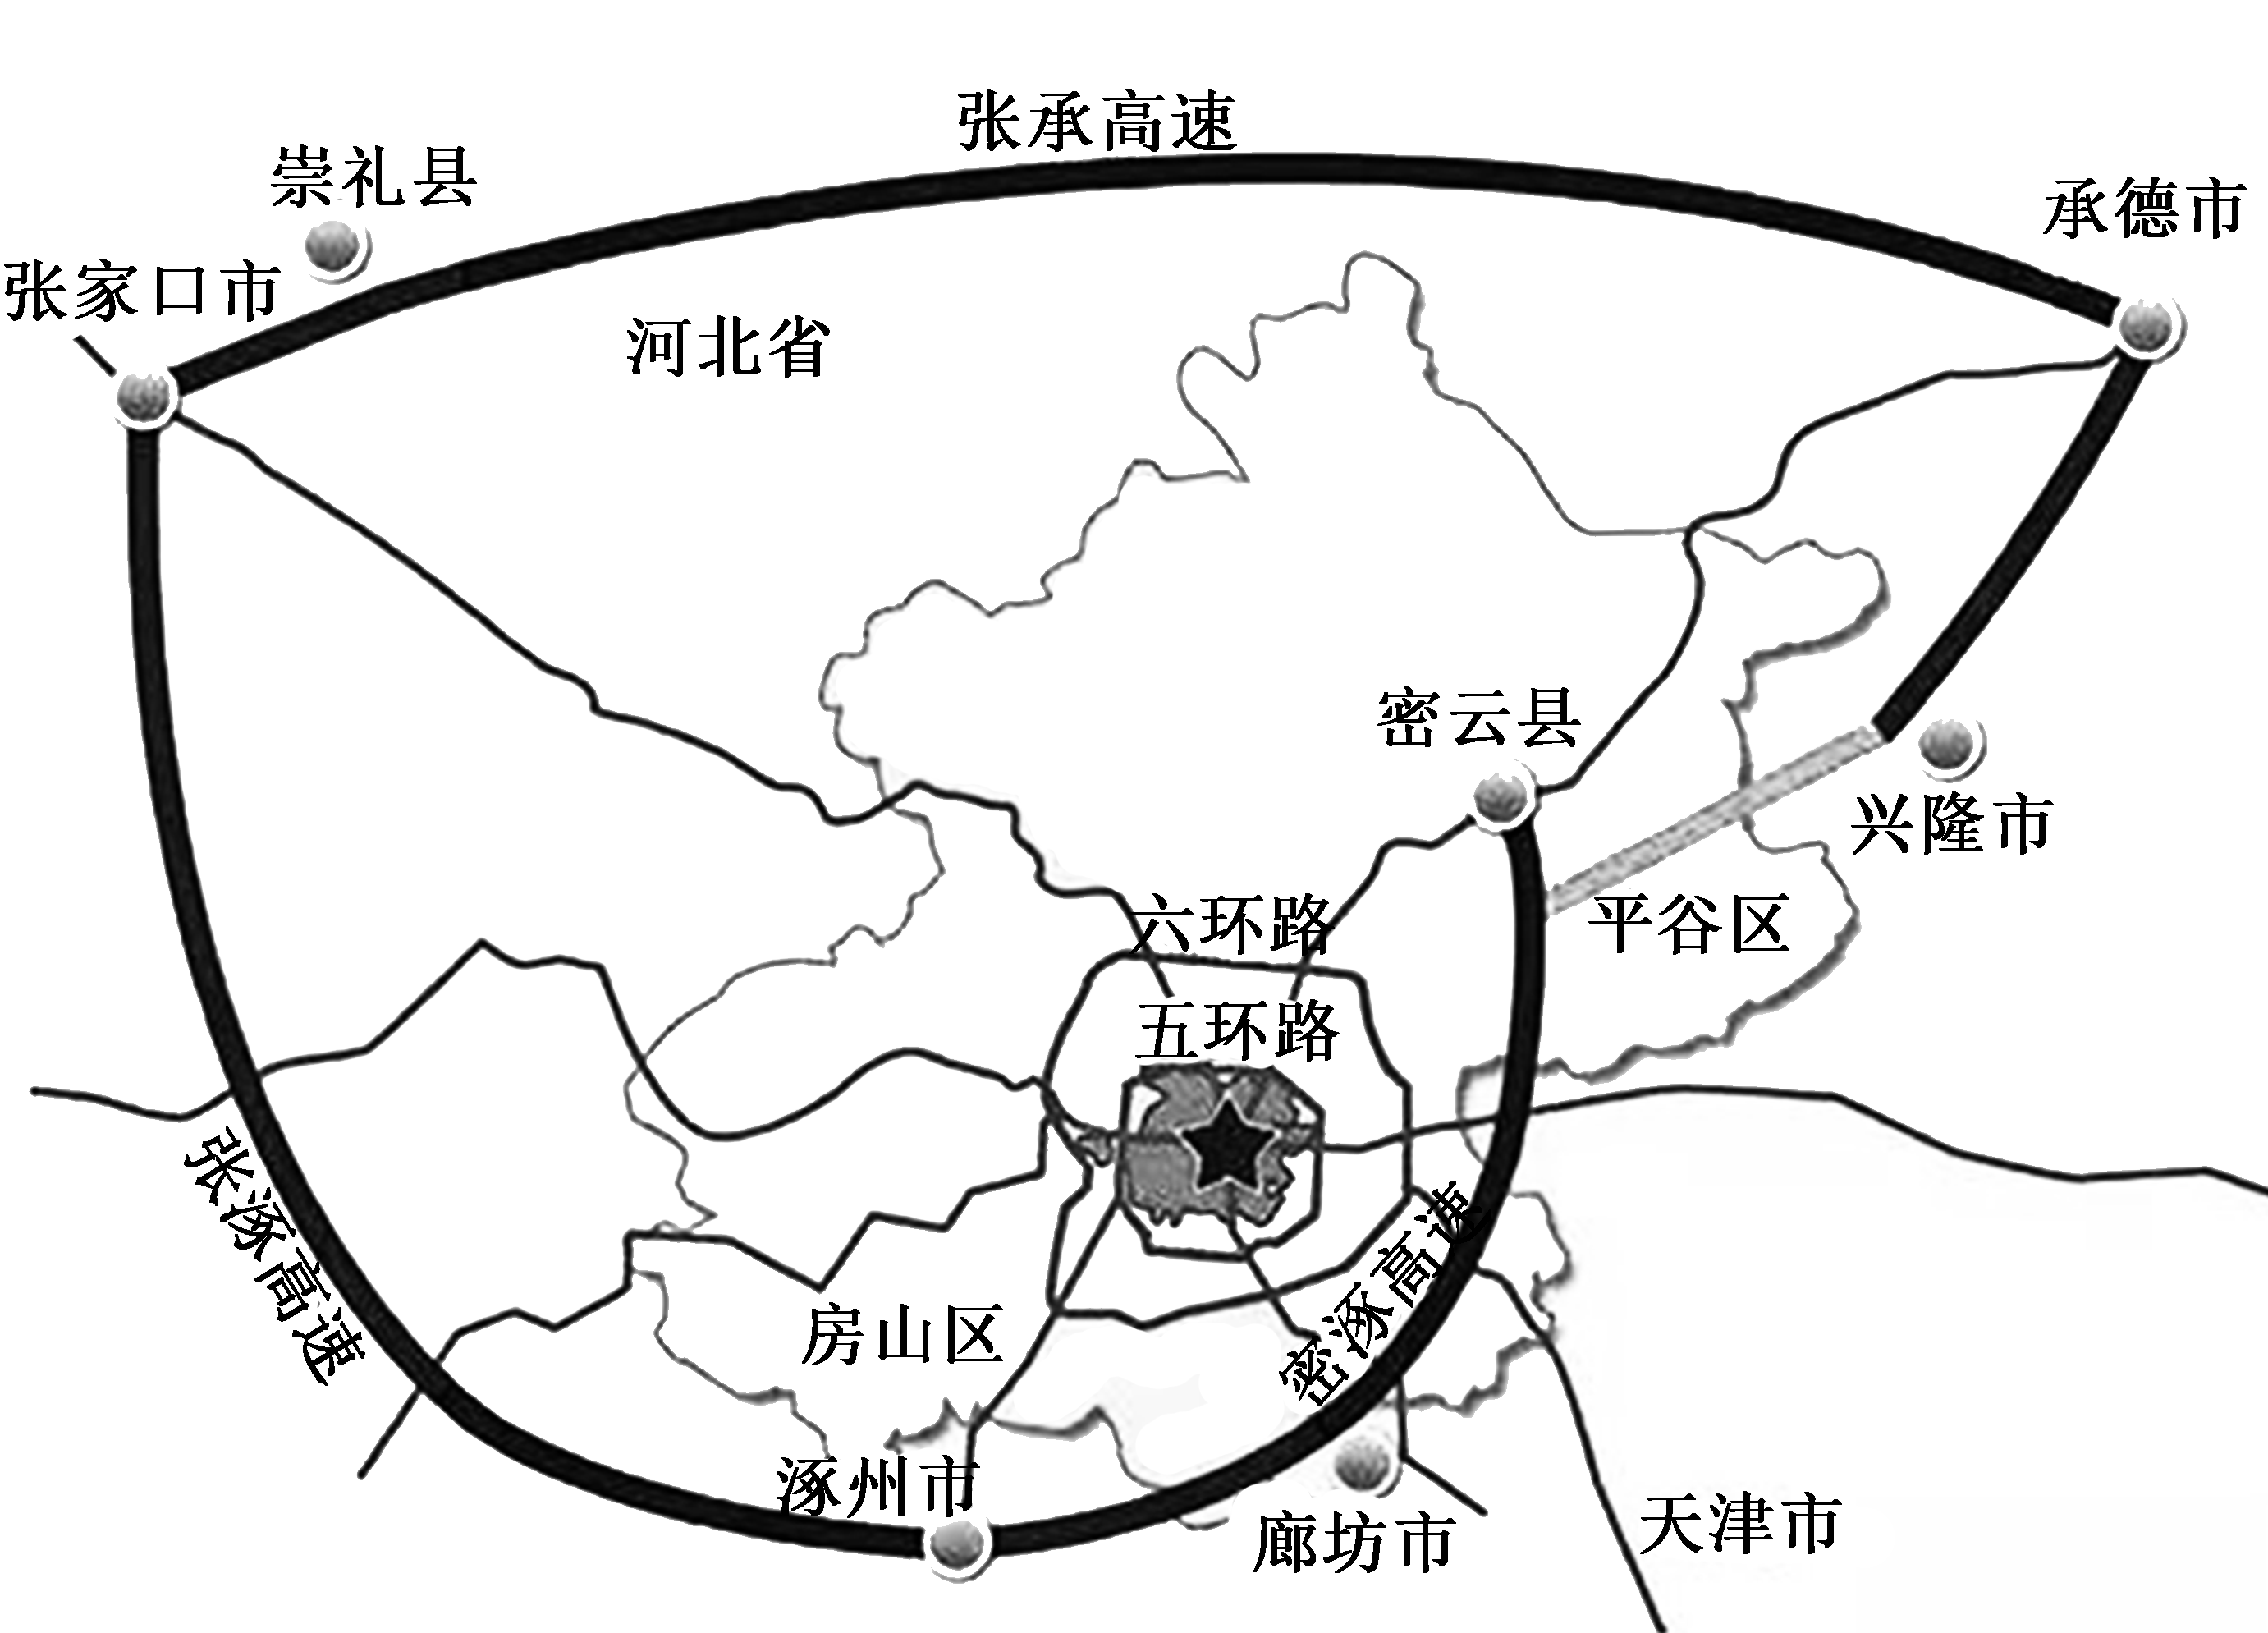 张承高速
崇礼县
承德市
张家口市
河北省
密云县
兴隆市
六环路
平谷区
五环路
张涿高速
密涿高速
房山区
涿州市
廊坊市
天津市